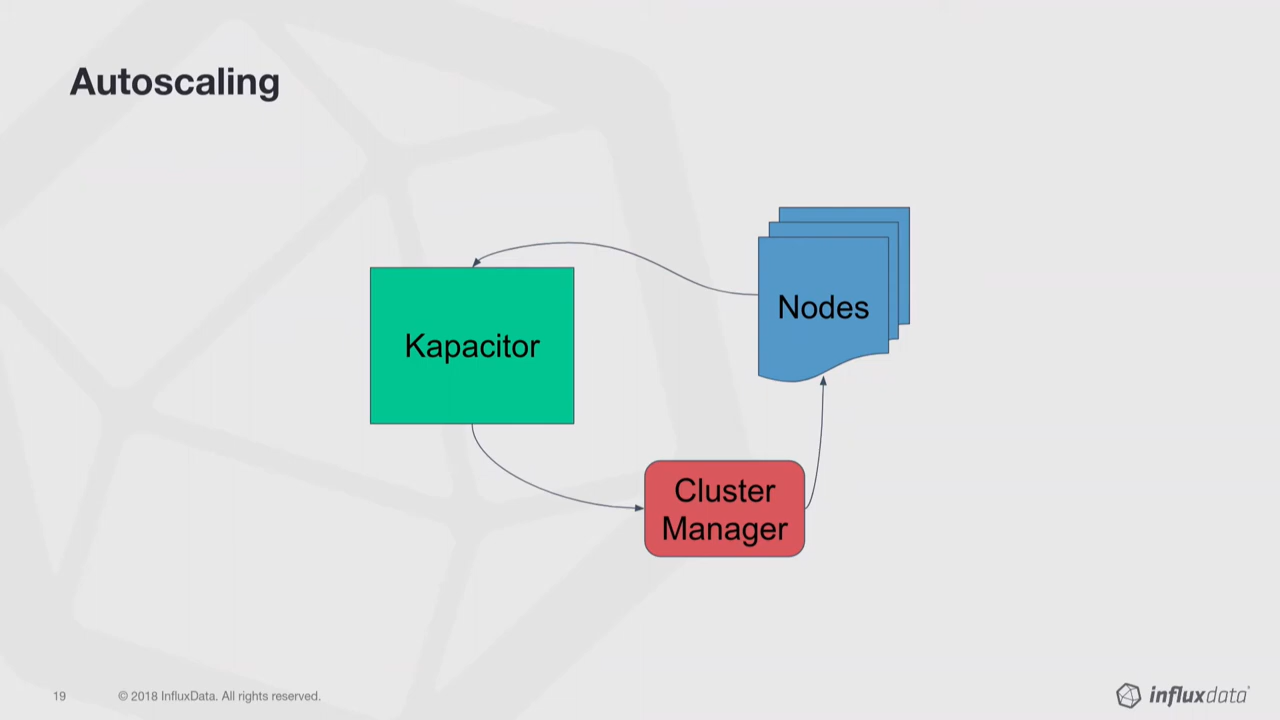 Autoscaling
Nodes
Kapacitor
Cluster
Manager
19
© 2018 InfluxData. All rights reserved.
influxdata